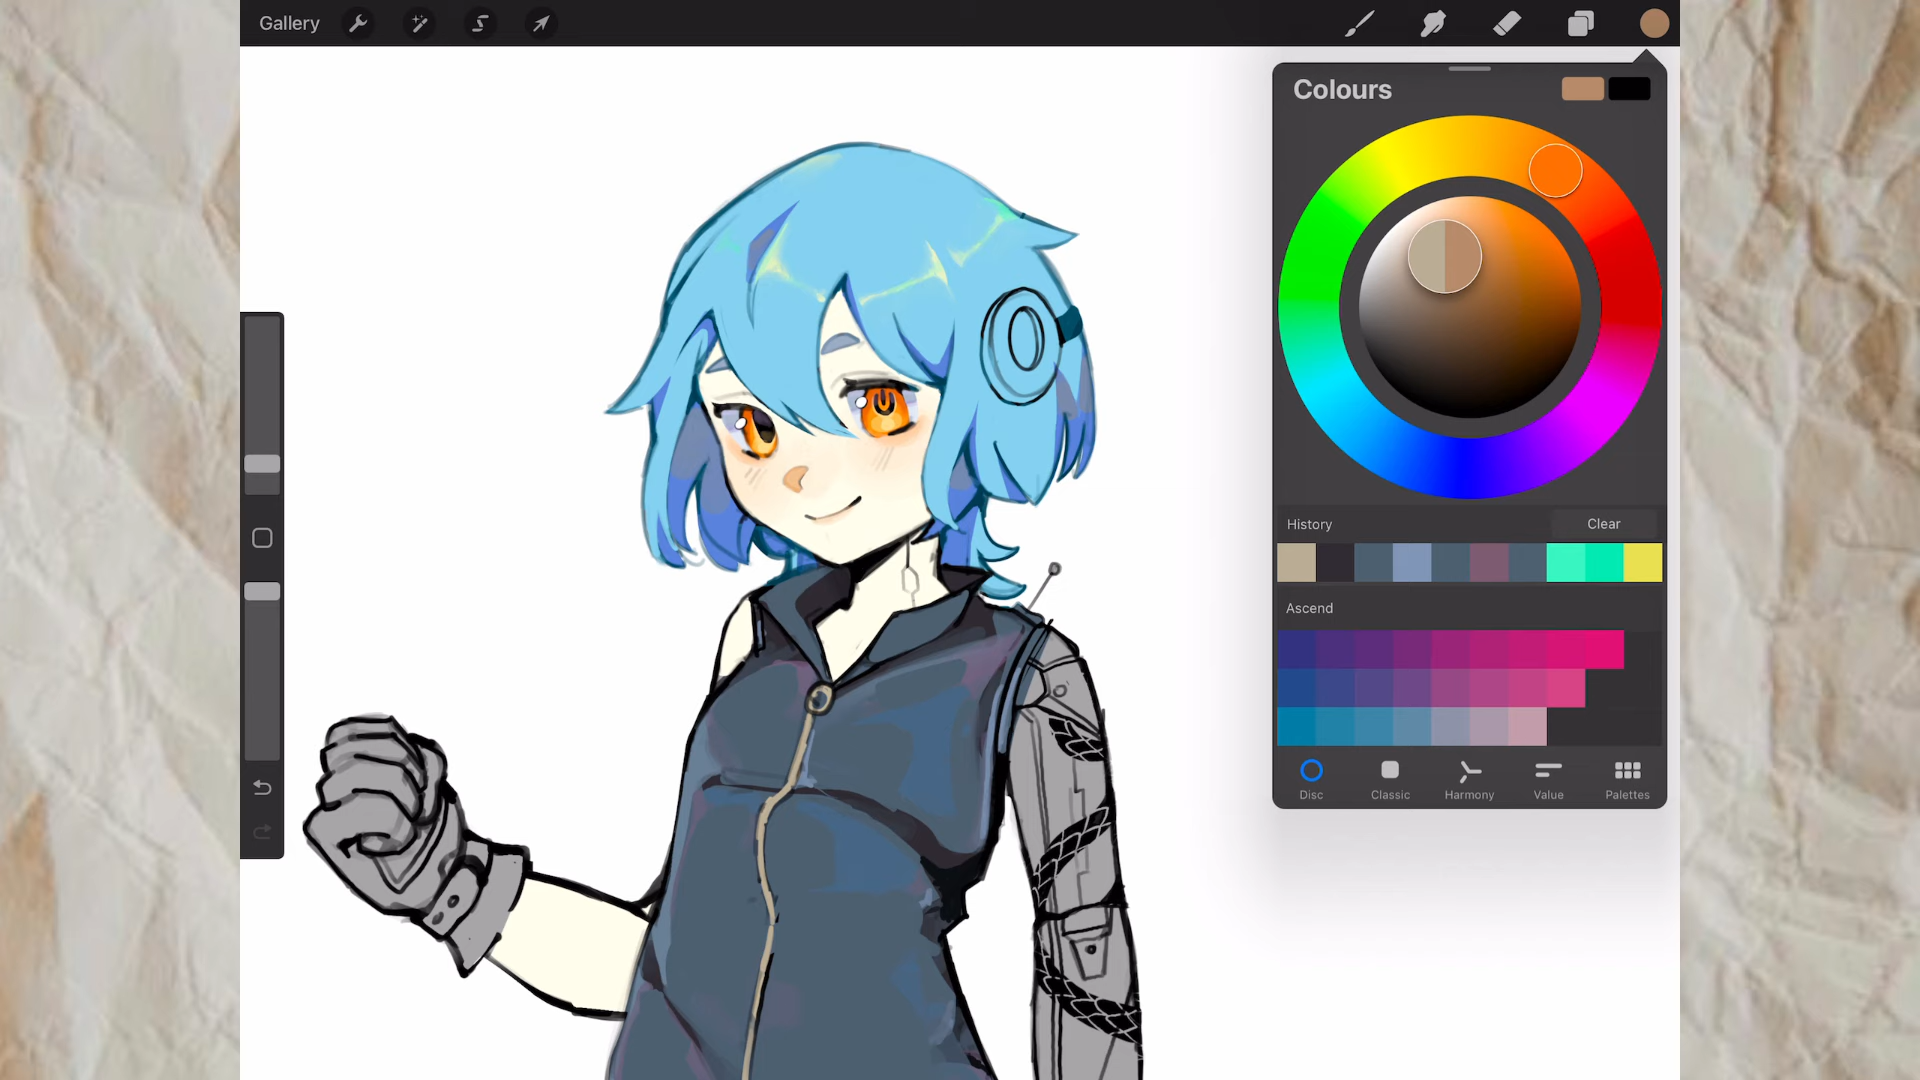 Gallery
Colours
History
Clear
Ascend
Disc
Classic
Harmony
Value
Palettes